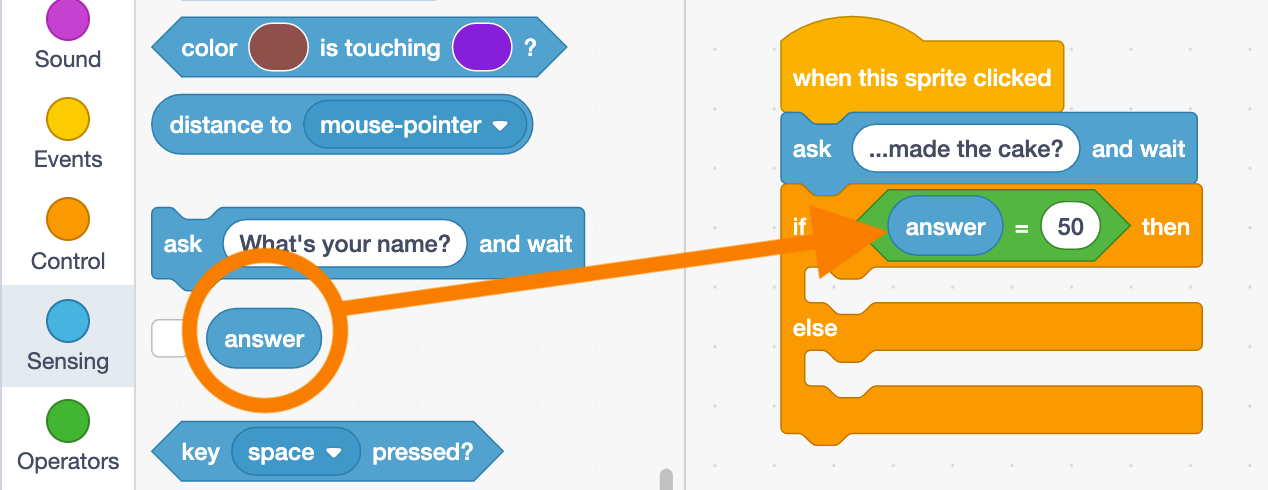 Sound
Events
Control
Sensing
Operators
color is touching ?
distance to mouse-pointer
ask What's your name? and wait
answer
key space pressed?
when this sprite clicked
ask ...made the cake? and wait
if answer = 50 then
else